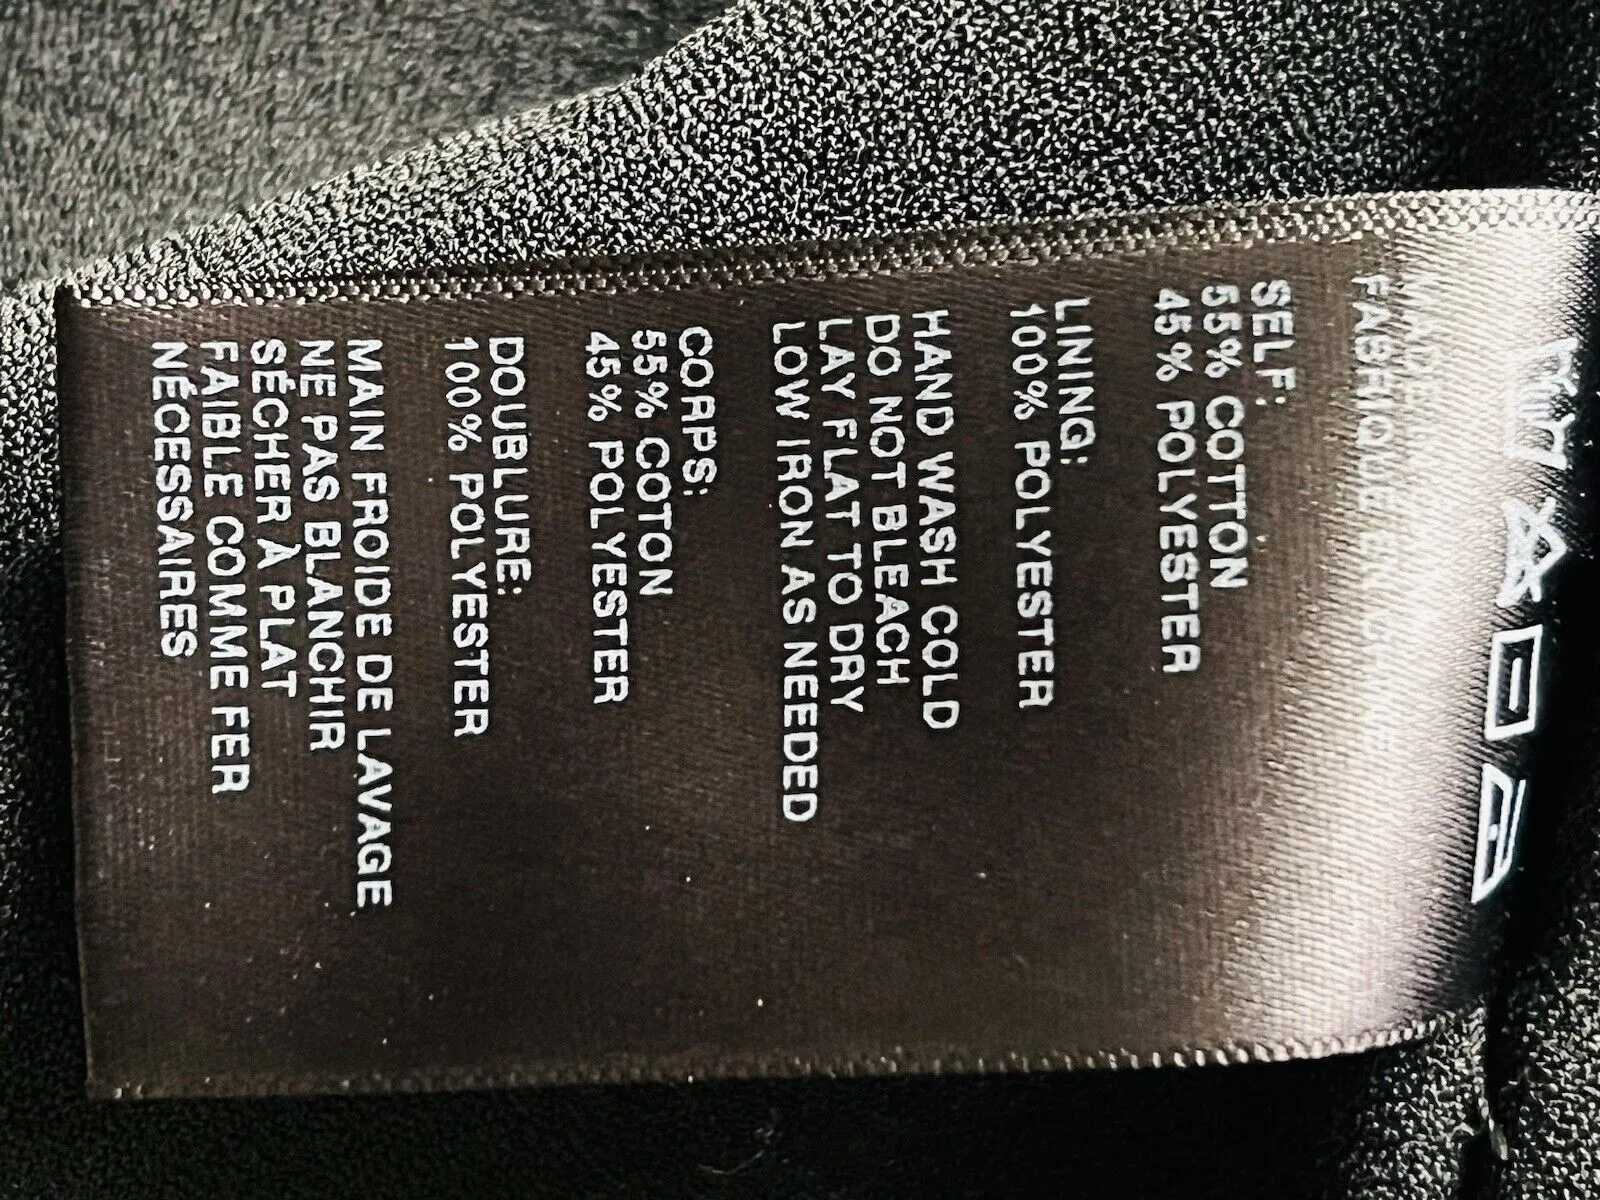 MADE
FABRIQUE
SELF:
55% COTTON
45% POLYESTER
LINING:
100% POLYESTER
HAND WASH COLD
DO NOT BLEACH
LAY FLAT TO DRY
LOW IRON AS NEEDED
CORPS:
55% COTON
45% POLYESTER
DOUBLURE:
100% POLYESTER
MAIN FROIDE DE LAVAGE
NE PAS BLANCHIR
SÉCHER À PLAT
FAIBLE COMME FER
NÉCESSAIRES